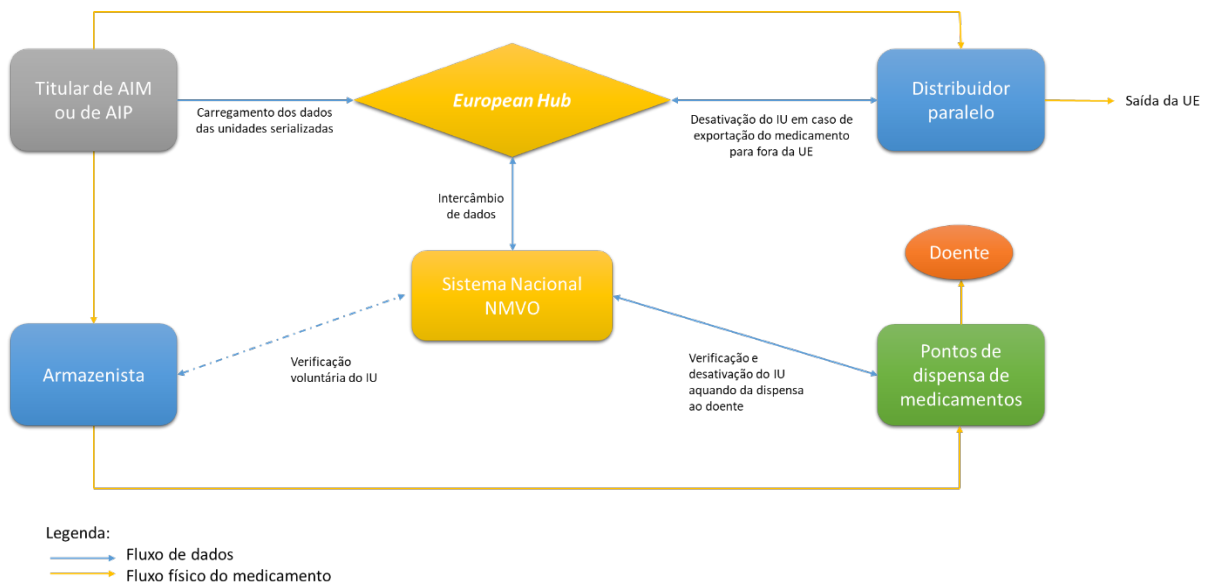 Titular de AIM
ou de AIP
Carregamento dos dados
das unidades serializadas
European Hub
Desativação do IU em caso de
exportação do medicamento
para fora da UE
Distribuidor
paralelo
Saída da UE
Intercâmbio
de dados
Sistema Nacional
NMVO
Doente
Armazenista
Verificação
voluntária do IU
Verificação e
desativação do IU
aquando da dispensa
ao doente
Pontos de
dispensa de
medicamentos
Legenda:
Fluxo de dados
Fluxo físico do medicamento